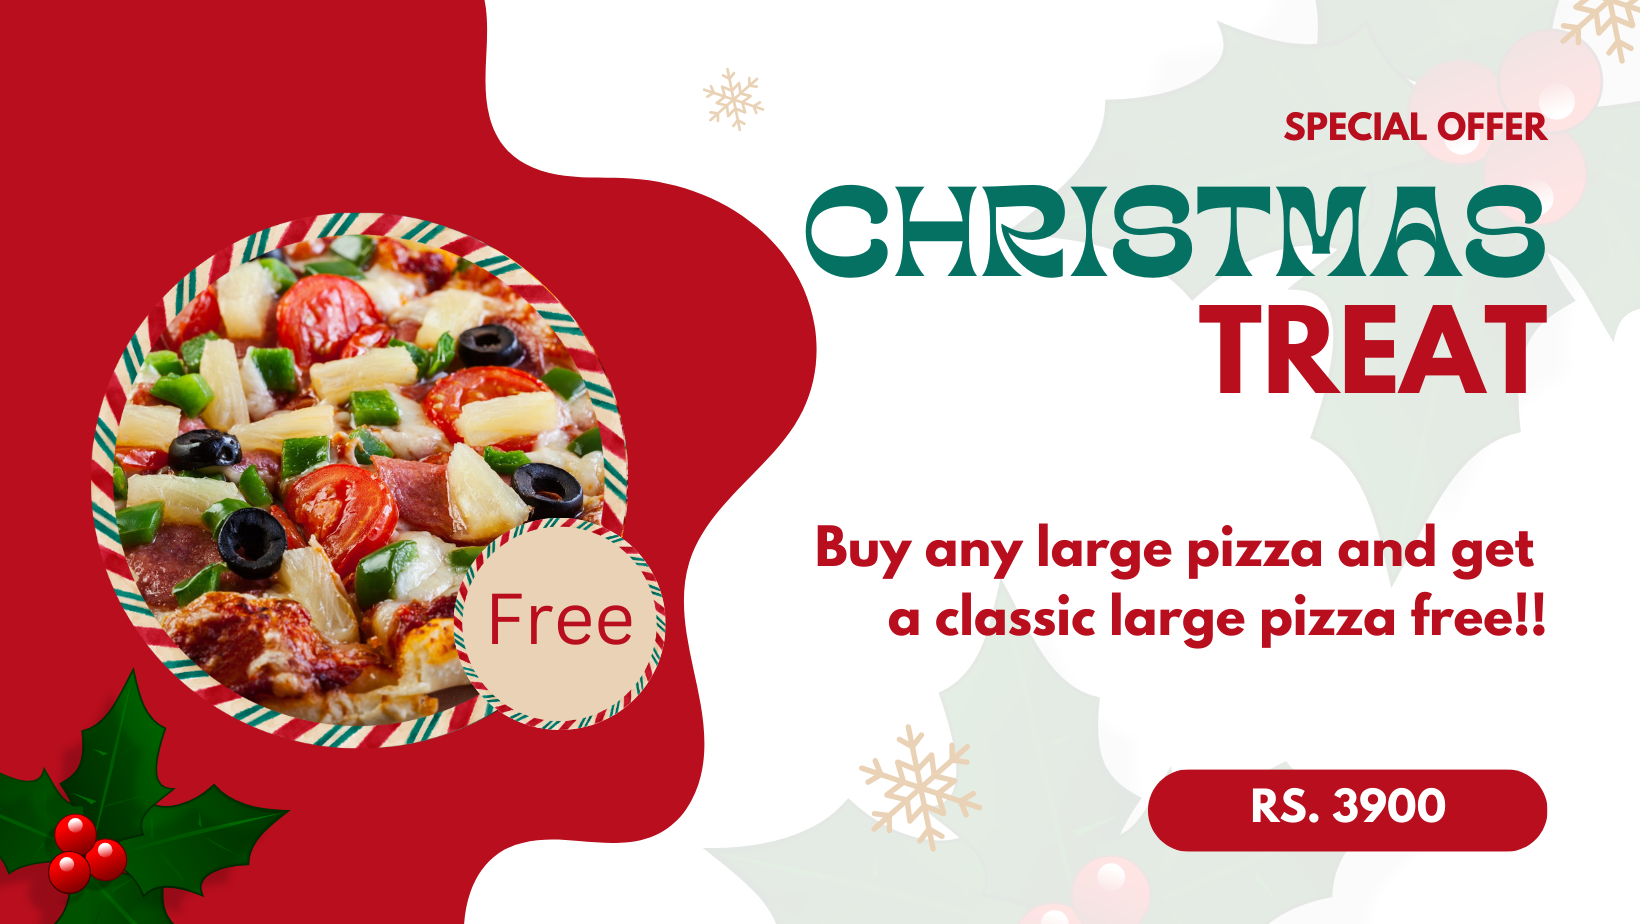 SPECIAL OFFER
CHRISTMAS
TREAT
Buy any large pizza and get
a classic large pizza free!!
Free
RS. 3900